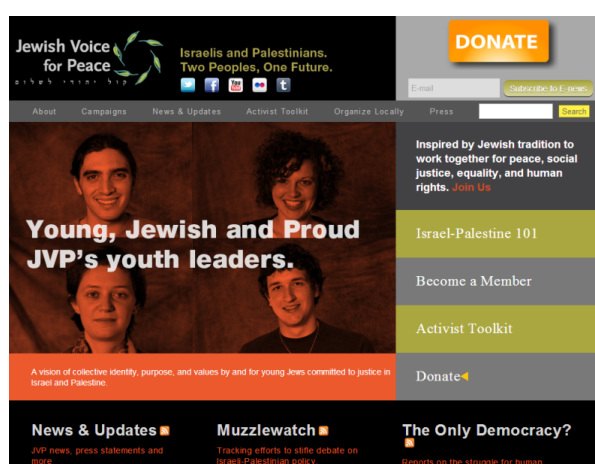 Jewish Voice
for Peace
קול יהודי לשלום
Israelis and Palestinians.
Two Peoples, One Future.
DONATE
E-mail
Subscribe to E-news
About Campaigns News & Updates Activist Toolkit Organize Locally Press Search
Inspired by Jewish tradition to
work together for peace, social
justice, equality, and human
rights. Join Us
Young, Jewish and Proud
JVP's youth leaders.
Israel-Palestine 101
Become a Member
Activist Toolkit
Donate
A vision of collective identity, purpose, and values by and for young Jews committed to justice in
Israel and Palestine.
News & Updates
JVP news, press statements and
more
Muzzlewatch
Tracking efforts to stifle debate on
Israeli-Palestinian policy
The Only Democracy?
Reports on the struggle for human